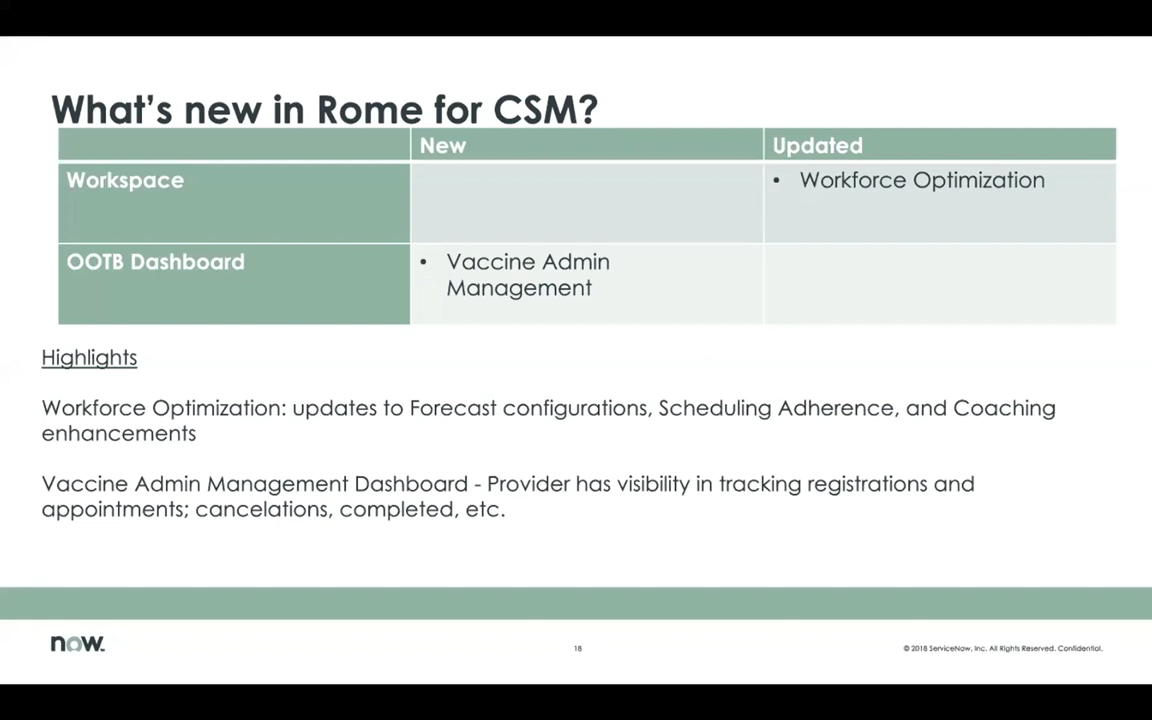 What's new in Rome for CSM?
New
Updated
Workspace
• Workforce Optimization
OOTB Dashboard
• Vaccine Admin
Management
Highlights
Workforce Optimization: updates to Forecast configurations, Scheduling Adherence, and Coaching
enhancements
Vaccine Admin Management Dashboard - Provider has visibility in tracking registrations and
appointments; cancelations, completed, etc.
now.
18
© 2018 ServiceNow, Inc. All Rights Reserved. Confidential.